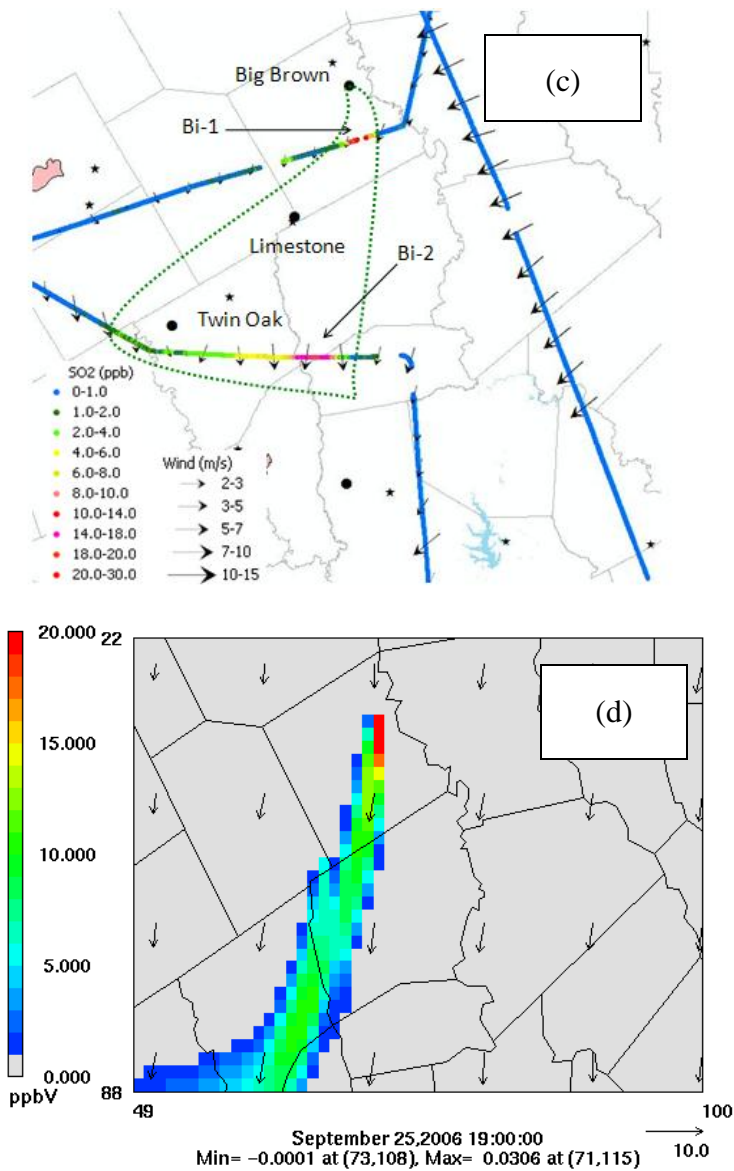 (c)
Big Brown
Bi-1
Limestone
Bi-2
Twin Oak
SO2 (ppb)
0-1.0
1.0-2.0
2.0-4.0
4.0-6.0
6.0-8.0
8.0-10.0
10.0-14.0
14.0-18.0
18.0-20.0
20.0-30.0
Wind (m/s)
2-3
3-5
5-7
7-10
10-15
(d)
20.000
15.000
10.000
5.000
0.000
ppbV
22
88
49
100
September 25,2006 19:00:00
Min= -0.0001 at (73,108), Max= 0.0306 at (71,115)
10.0